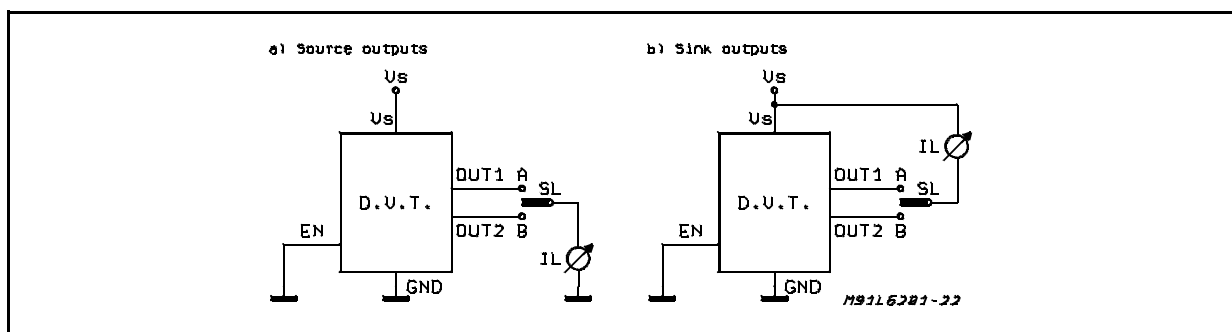 a) Source outputs
Vs
Vs
OUT1 A
SL
D.U.T.
EN
OUT2 B
IL
GND
b) Sink outputs
Vs
Vs
IL
OUT1 A
SL
D.U.T.
EN
OUT2 B
GND
M91L6201-22